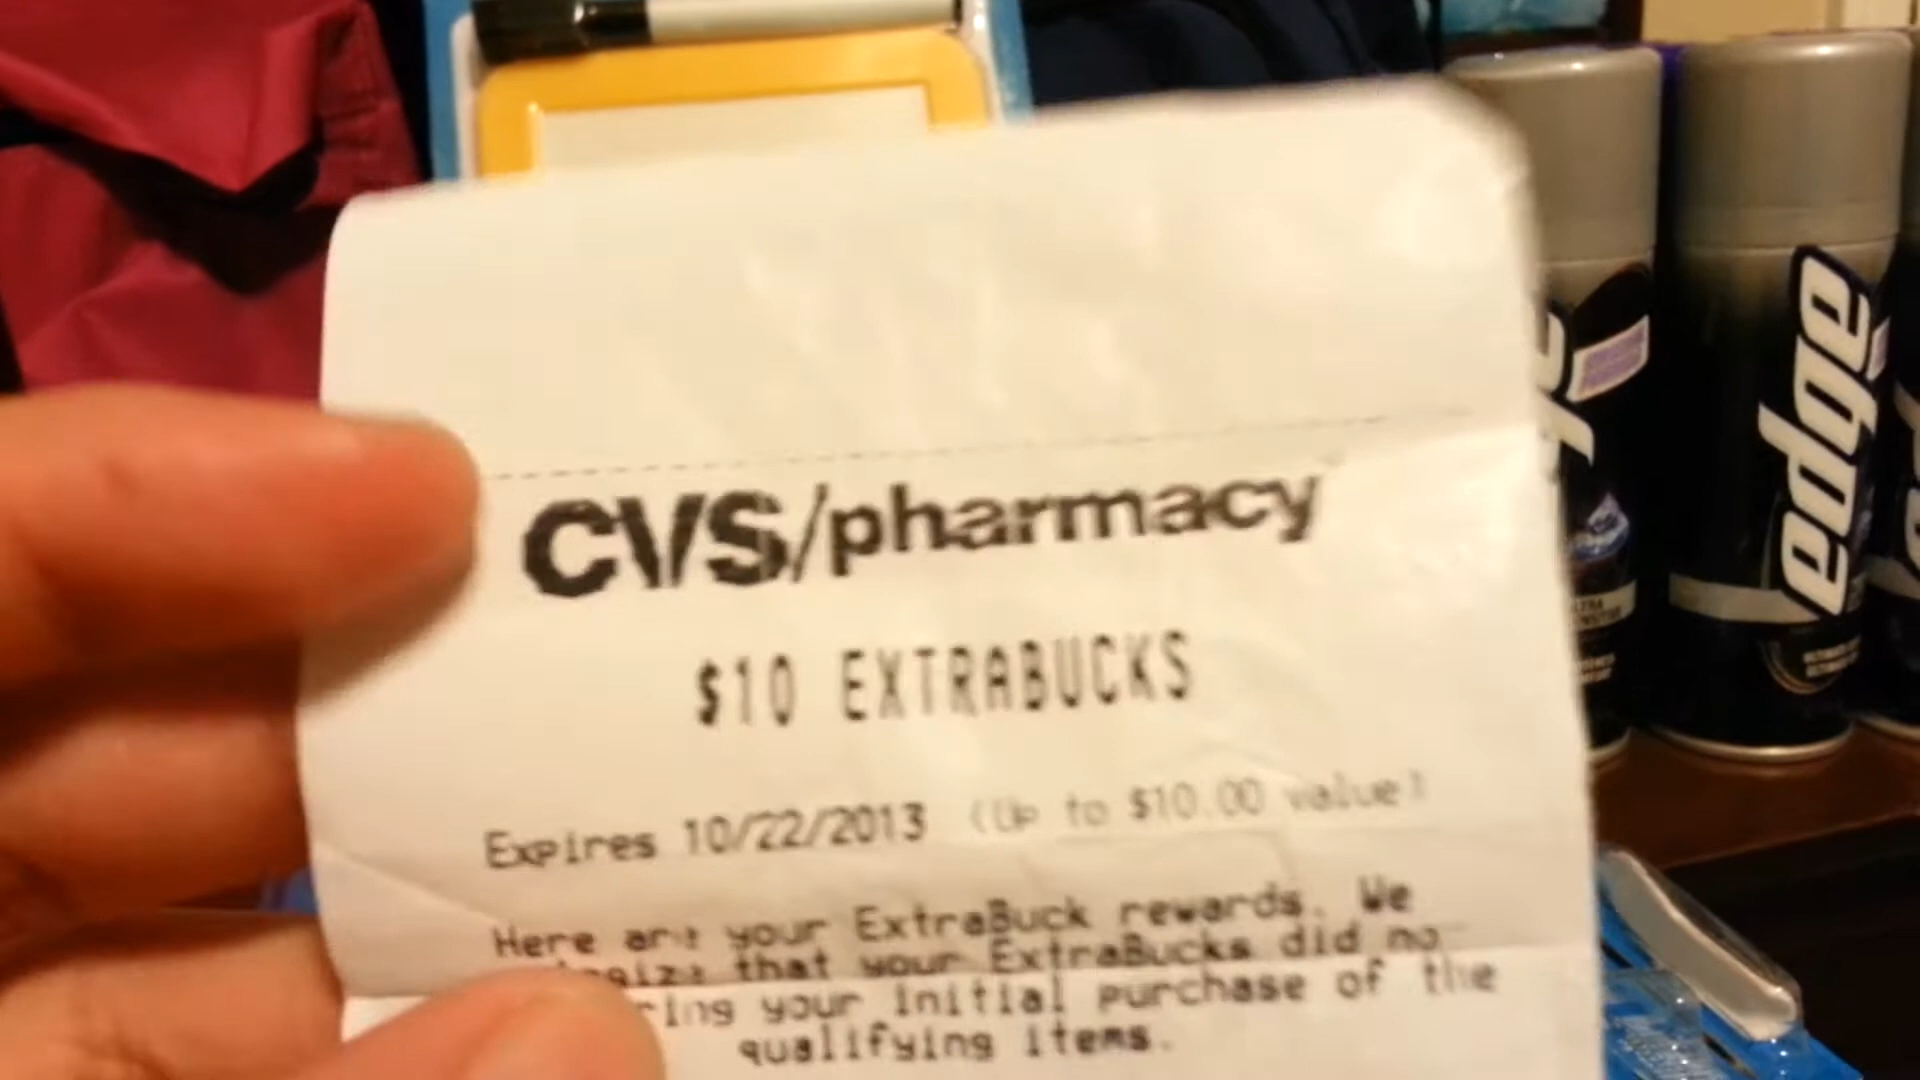 CVS/pharmacy
$10 EXTRABUCKS
Expires 10/22/2013 (Up to $10.00 value)
Here are your ExtraBuck rewards. We
that your ExtraBucks did no
your initial purchase of the
qualifying items.
edge